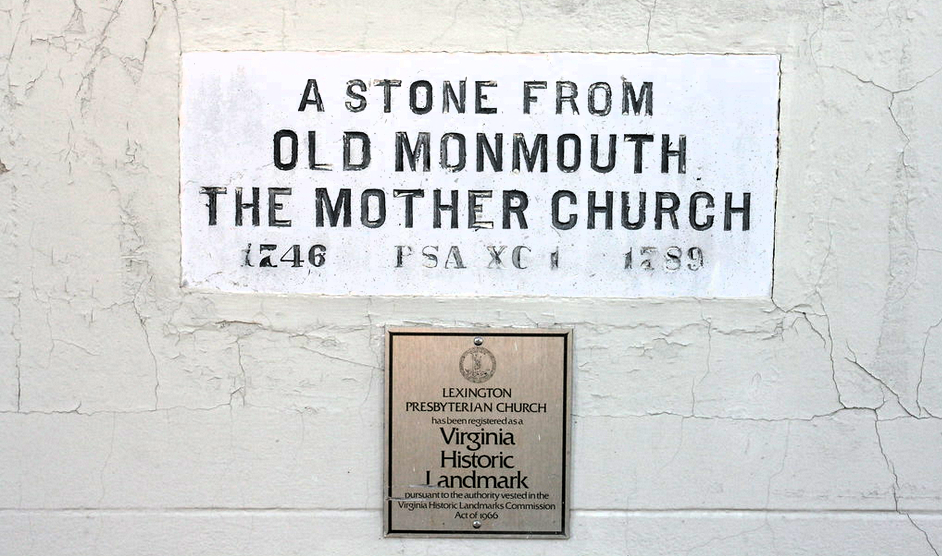 A STONE FROM
OLD MONMOUTH
THE MOTHER CHURCH
1746 PSA XC 1 1789
LEXINGTON
PRESBYTERIAN CHURCH
has been registered as a
Virginia
Historic
Landmark
pursuant to the authority vested in the
Virginia Historic Landmarks Commission
Act of 1966